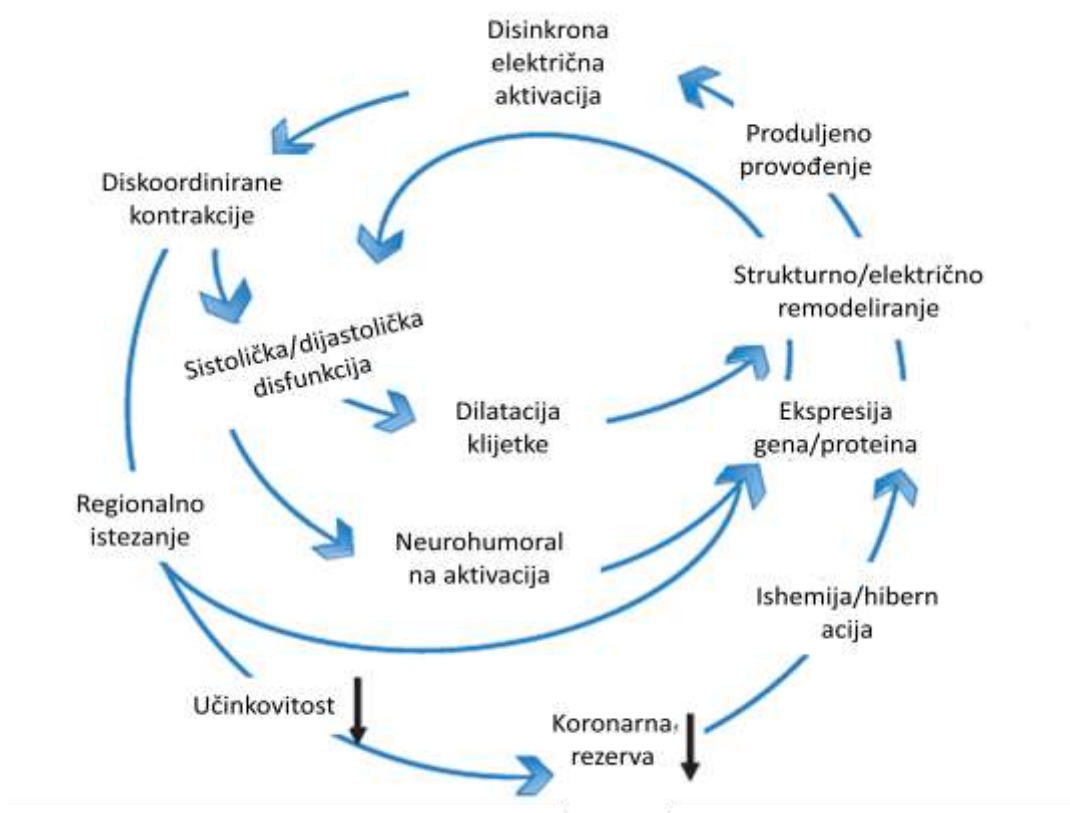 Disinkrona
električna
aktivacija
Produljeno
provođenje
Diskoordinirane
kontrakcije
Strukturno/električno
remodeliranje
Sistolička/dijastolička
disfunkcija
Dilatacija
klijetke
Ekspresija
gena/proteina
Regionalno
istezanje
Neurohumoral
na aktivacija
Ishemija/hibern
acija
Učinkovitost
Koronarna
rezerva